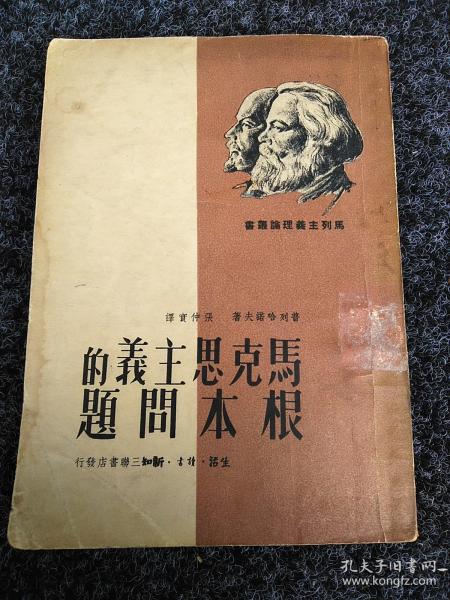 馬列主義理論叢書
普列哈諾夫著 張仲實譯
馬克思主義的
根本問題
生活·讀書·新知三聯書店發行
孔夫子旧书网
www.kongfz.com